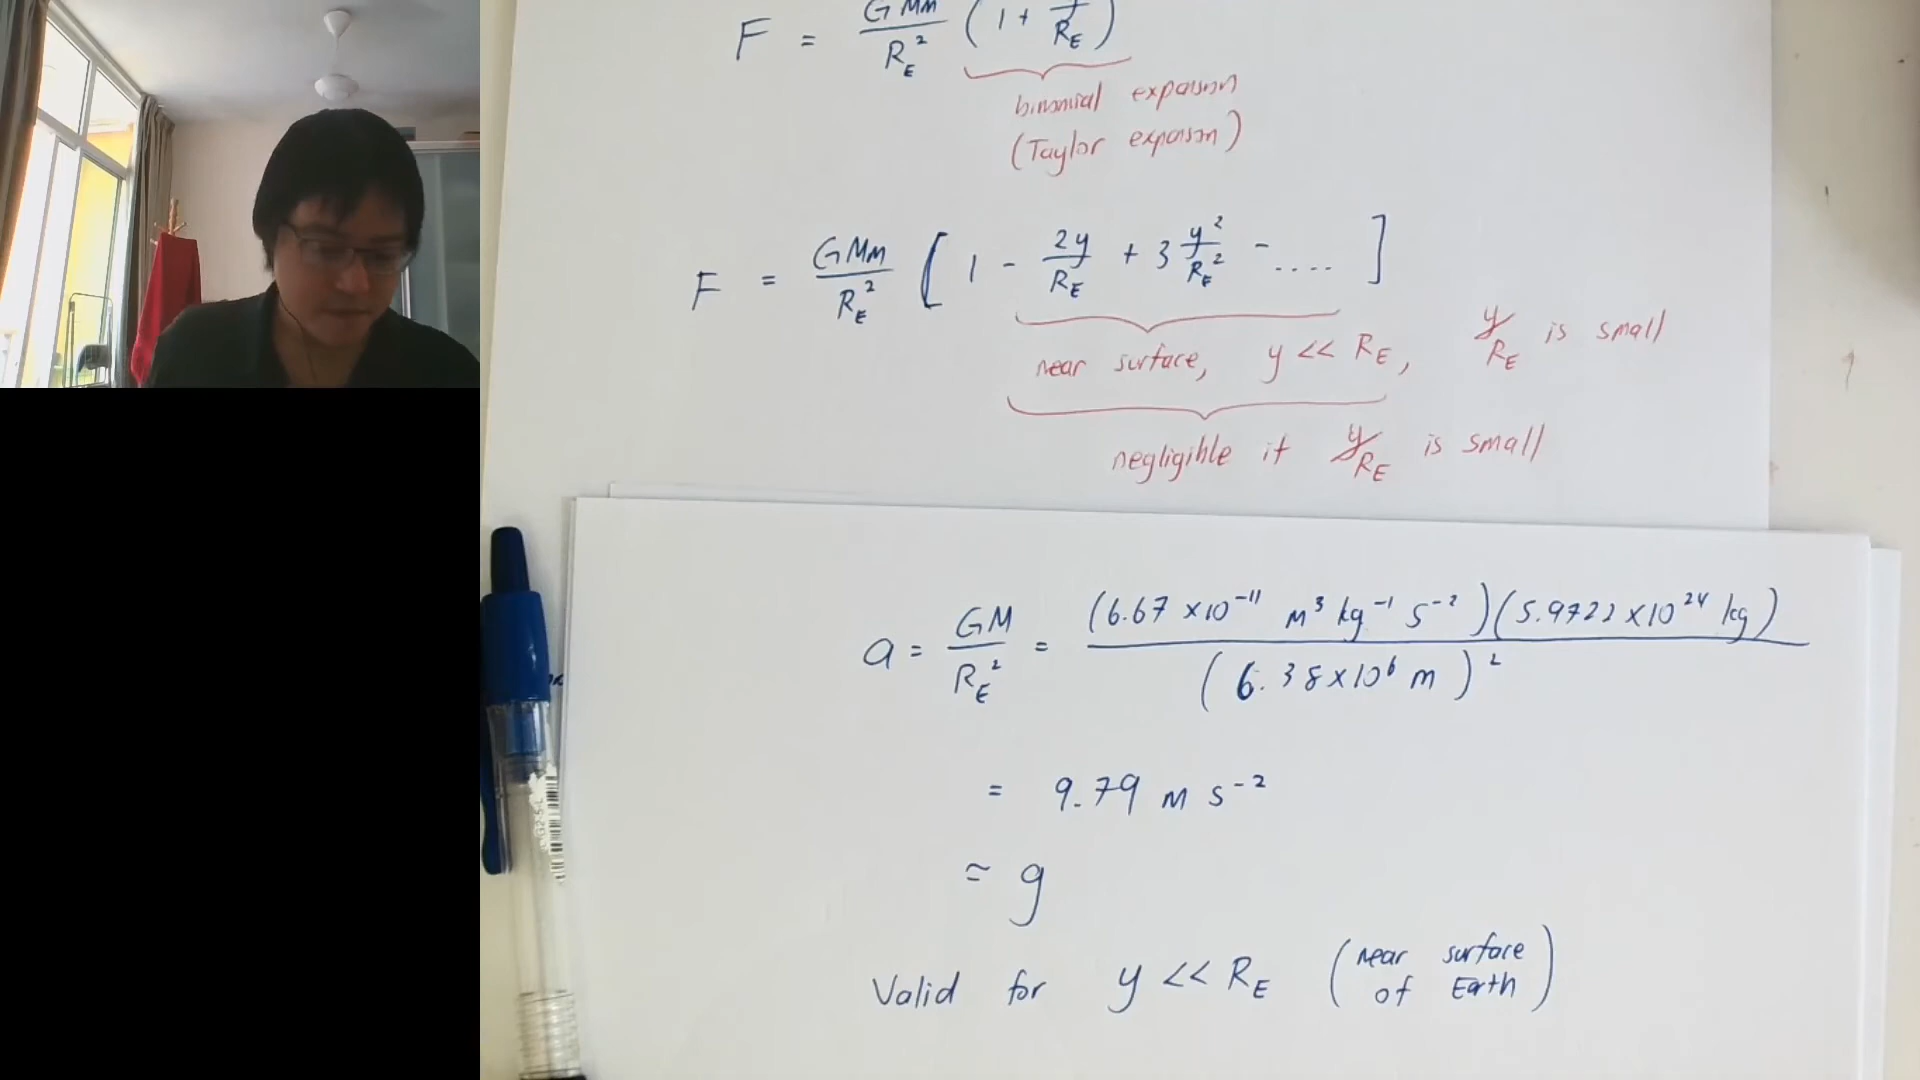 F = GMm/R_E² (1 + y/R_E)
binomial expansion
(Taylor expansion)
F = GMm/R_E² [ 1 - 2y/R_E + 3 y²/R_E² - .... ]
near surface, y << R_E, y/R_E is small
negligible if y/R_E is small
a = GM/R_E² = (6.67 ×10⁻¹¹ m³ kg⁻¹ s⁻²)(5.9722 ×10²⁴ kg)/(6.38 ×10⁶ m)²
= 9.79 m s⁻²
≈ g
Valid for y << R_E (near surface of Earth)